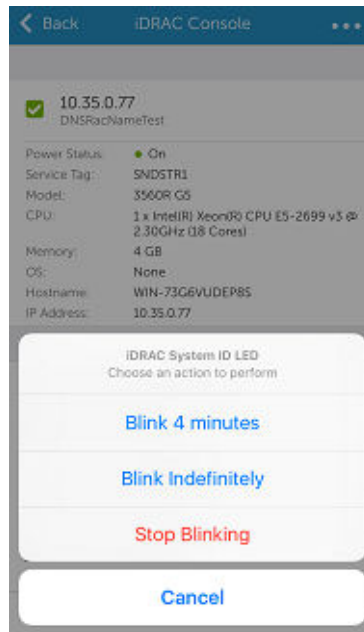 Back
iDRAC Console
10.35.0.77
DNSRacNameTest
Power Status: On
Service Tag: SNDSTR1
Model: 3560R G5
CPU: 1 x Intel(R) Xeon(R) CPU E5-2699 v3 @
2.30GHz (18 Cores)
Memory: 4 GB
OS: None
Hostname: WIN-73G6VUDEP8S
IP Address: 10.35.0.77
iDRAC System ID LED
Choose an action to perform
Blink 4 minutes
Blink Indefinitely
Stop Blinking
Cancel